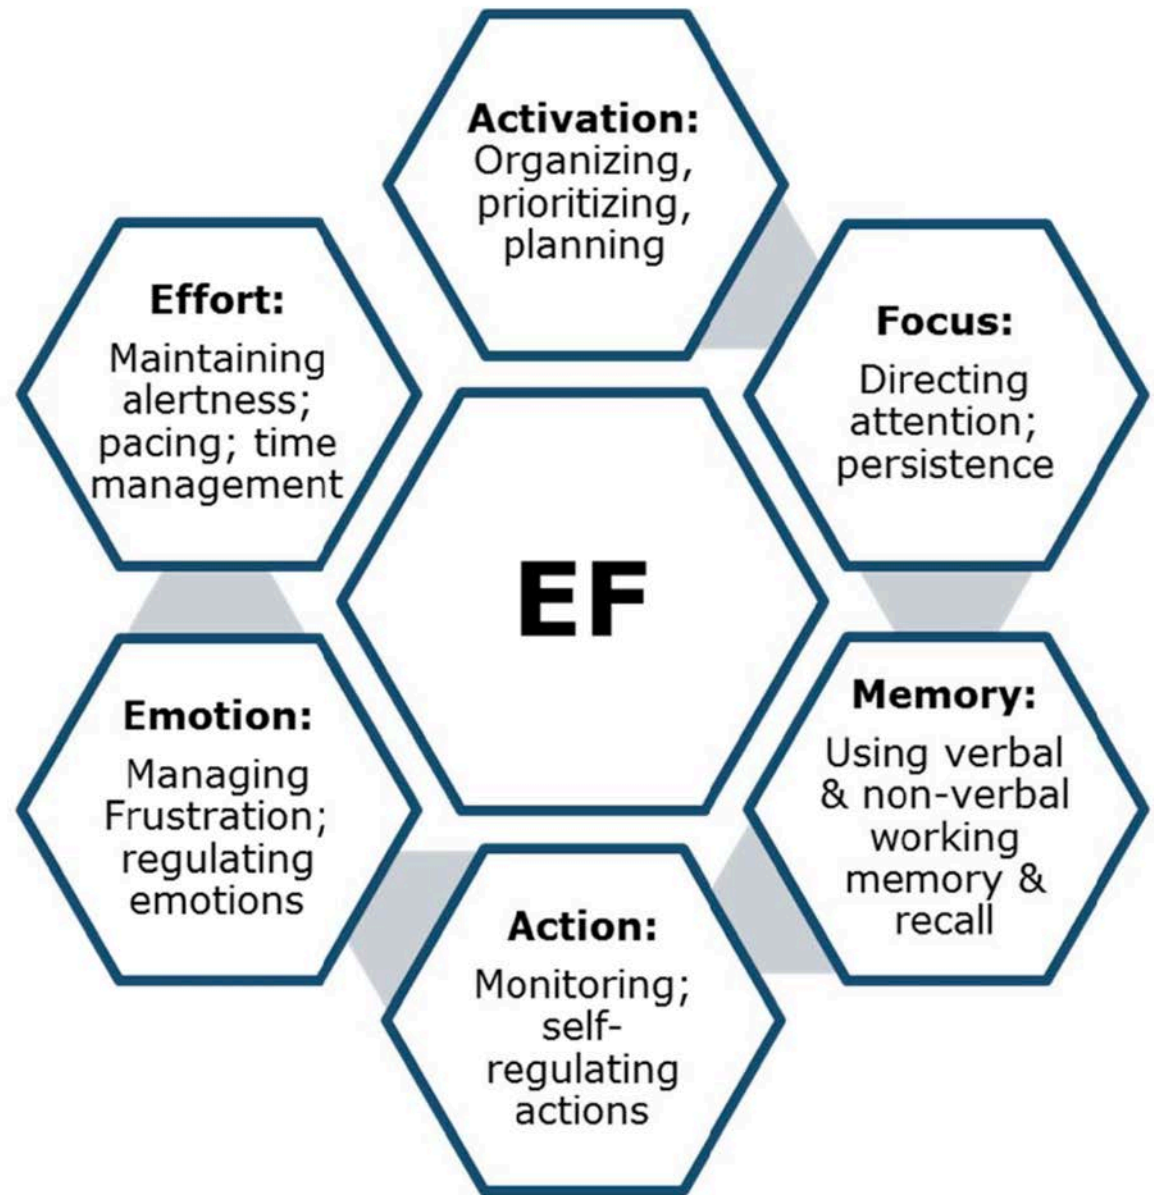 Activation:
Organizing,
prioritizing,
planning
Focus:
Directing
attention;
persistence
Memory:
Using verbal
& non-verbal
working
memory &
recall
Action:
Monitoring;
self-
regulating
actions
Emotion:
Managing
Frustration;
regulating
emotions
Effort:
Maintaining
alertness;
pacing; time
management
EF